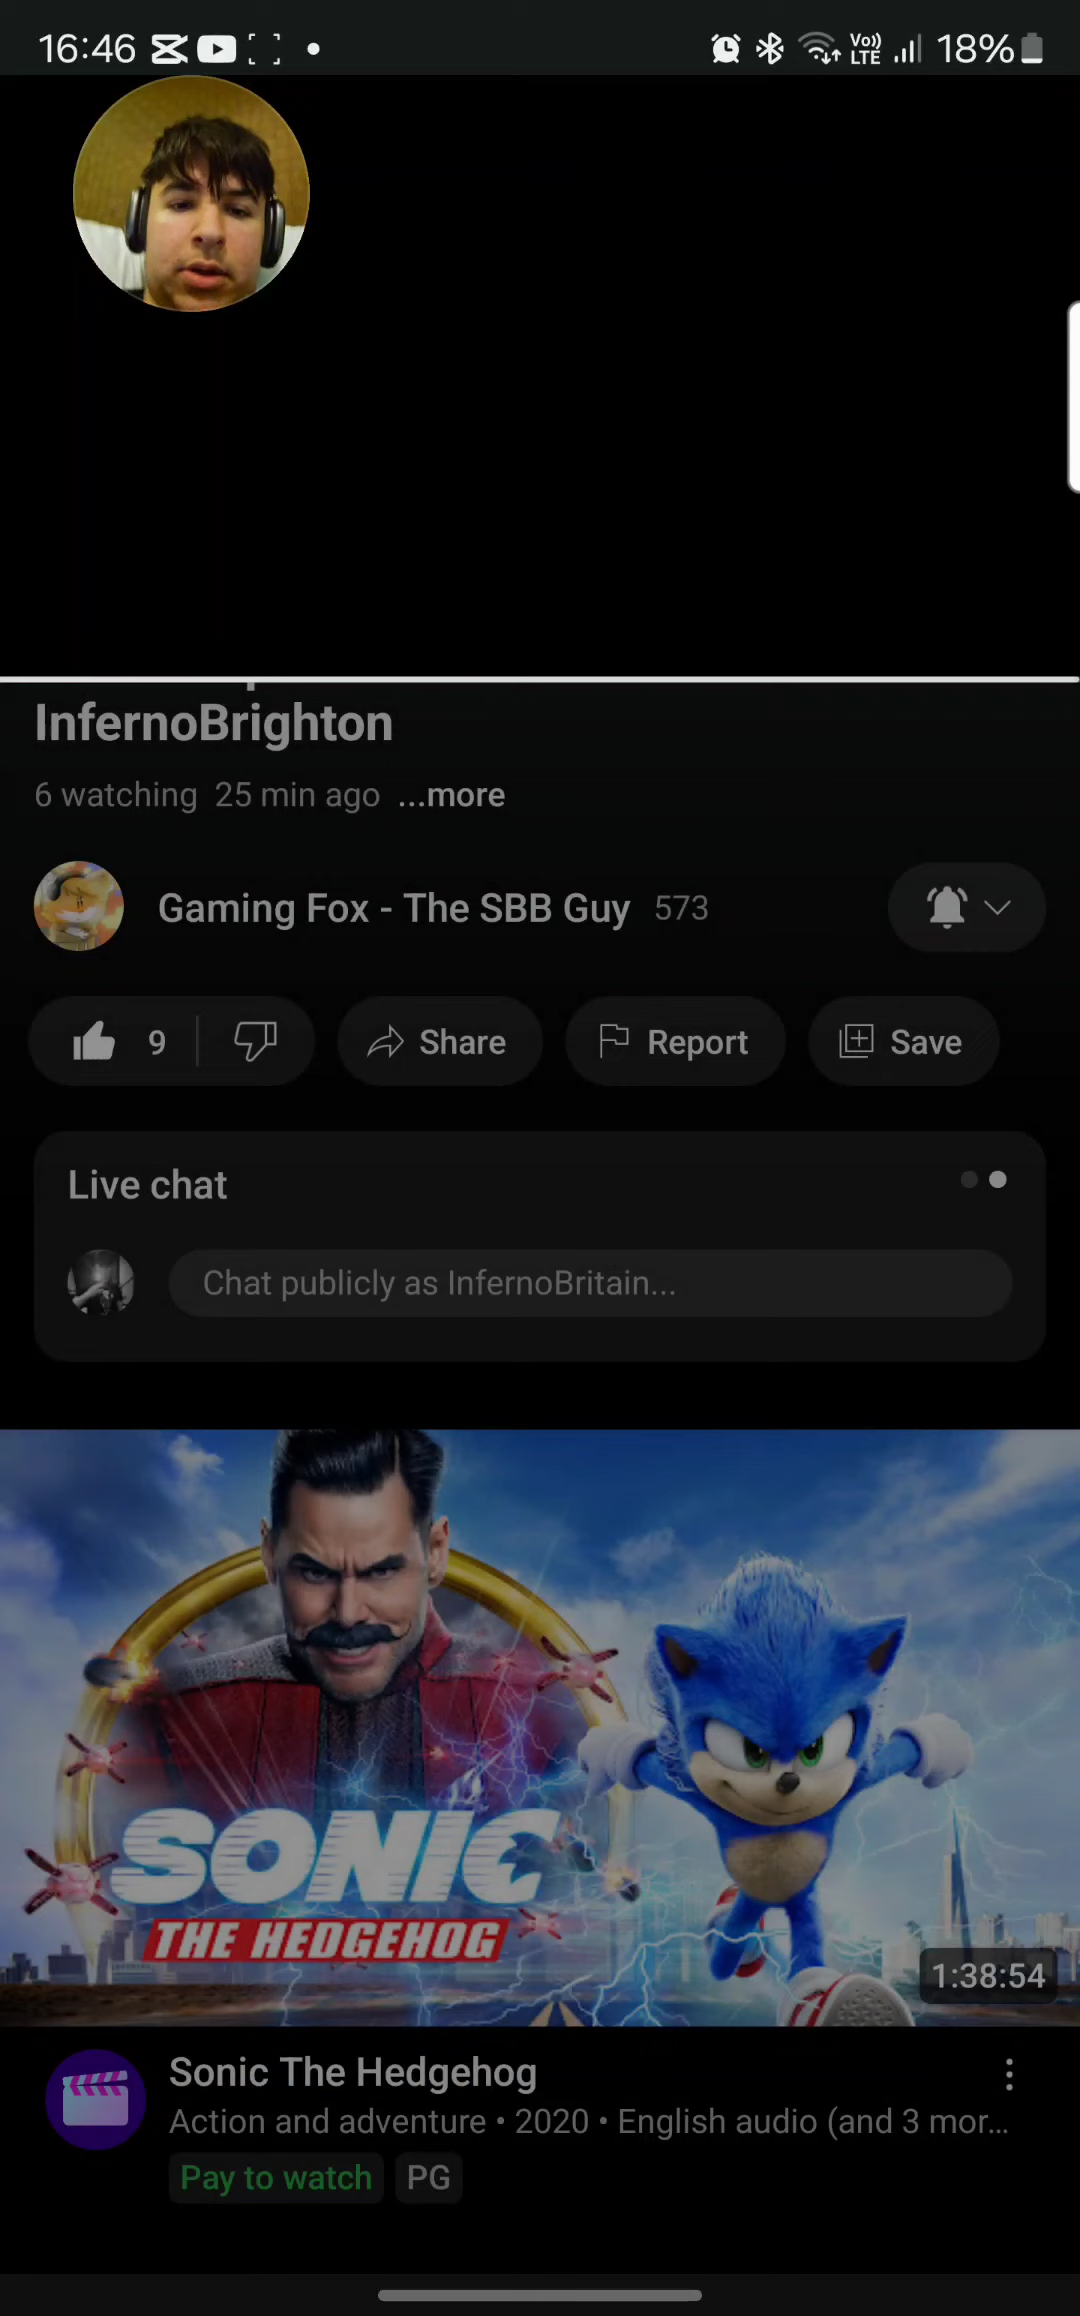 16:46
Vo))
LTE
18%
InfernoBrighton
6 watching 25 min ago ...more
Gaming Fox - The SBB Guy 573
9
Share
Report
Save
Live chat
Chat publicly as InfernoBritain...
SONIC
THE HEDGEHOG
1:38:54
Sonic The Hedgehog
Action and adventure • 2020 • English audio (and 3 mor...
Pay to watch
PG